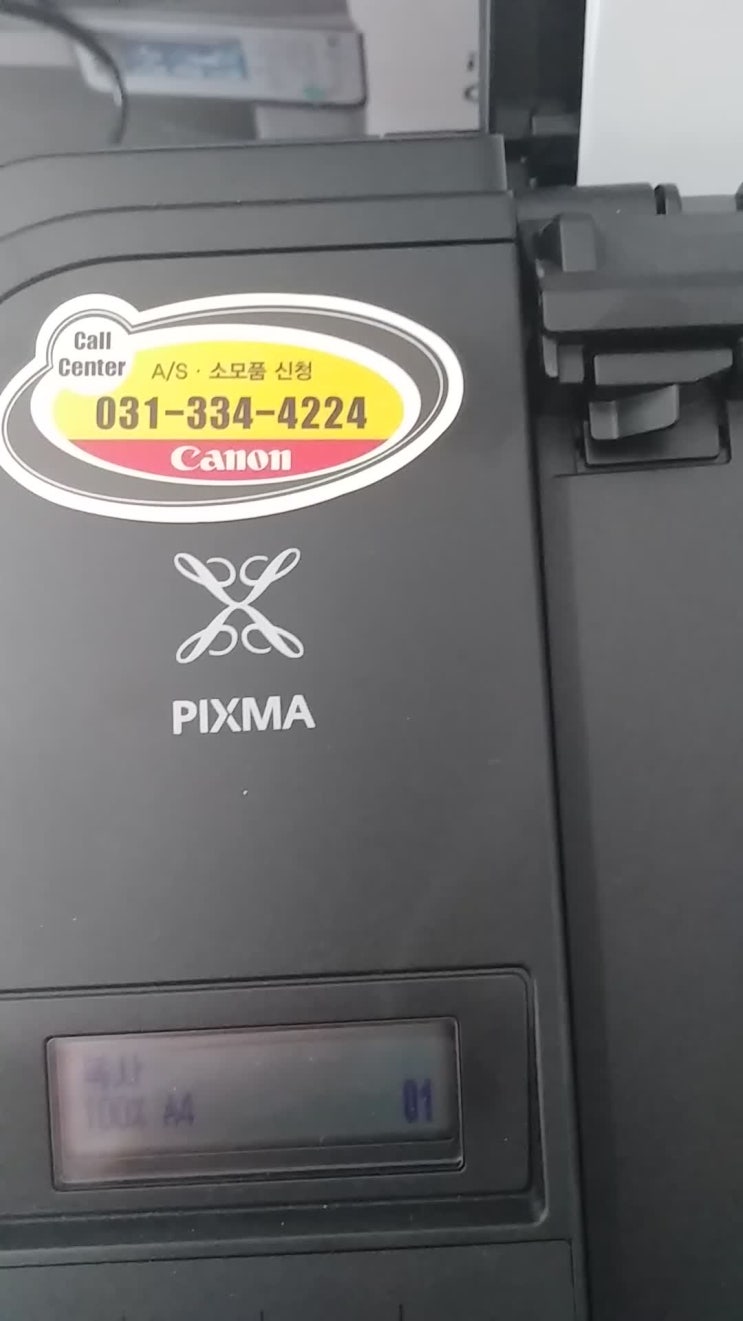 Call
Center
A/S · 소모품 신청
031-334-4224
Canon
PIXMA
복사
100% A4 01